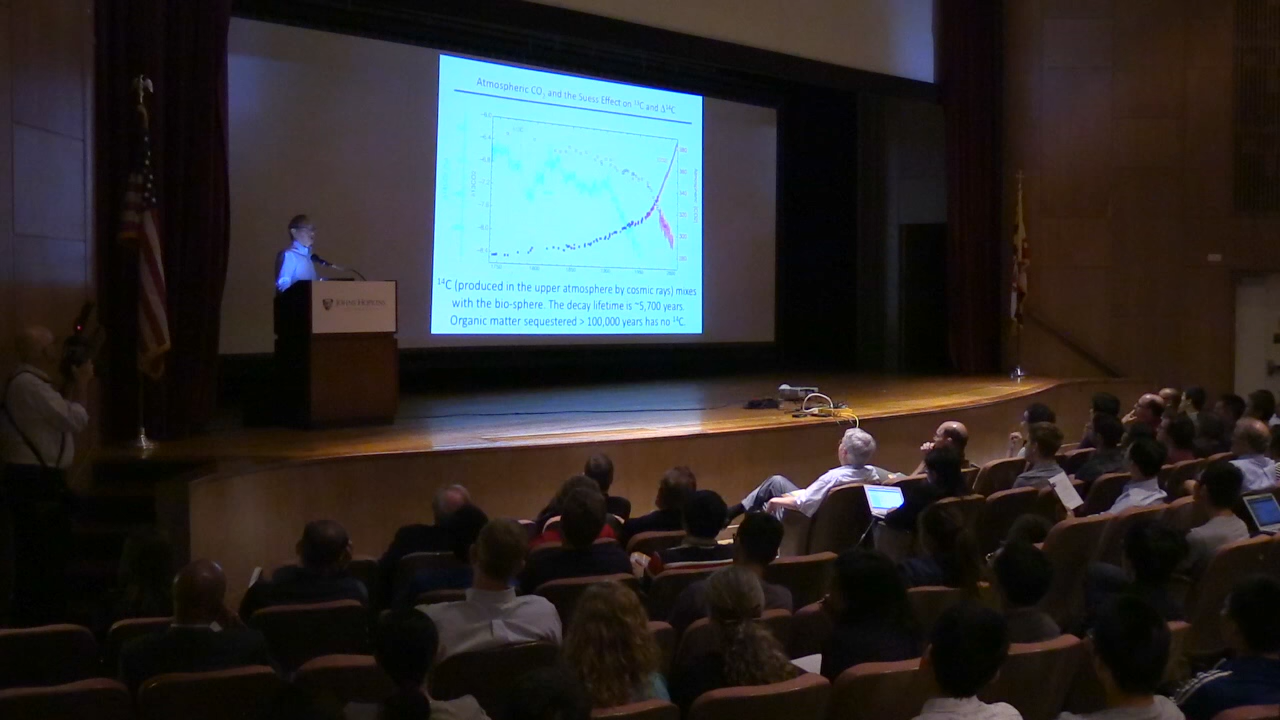 Atmospheric CO₂ and the Suess Effect on ¹³C and Δ¹⁴C
¹⁴C (produced in the upper atmosphere by cosmic rays) mixes
with the bio-sphere. The decay lifetime is ~5,700 years.
Organic matter sequestered > 100,000 years has no ¹⁴C.
JOHNS HOPKINS